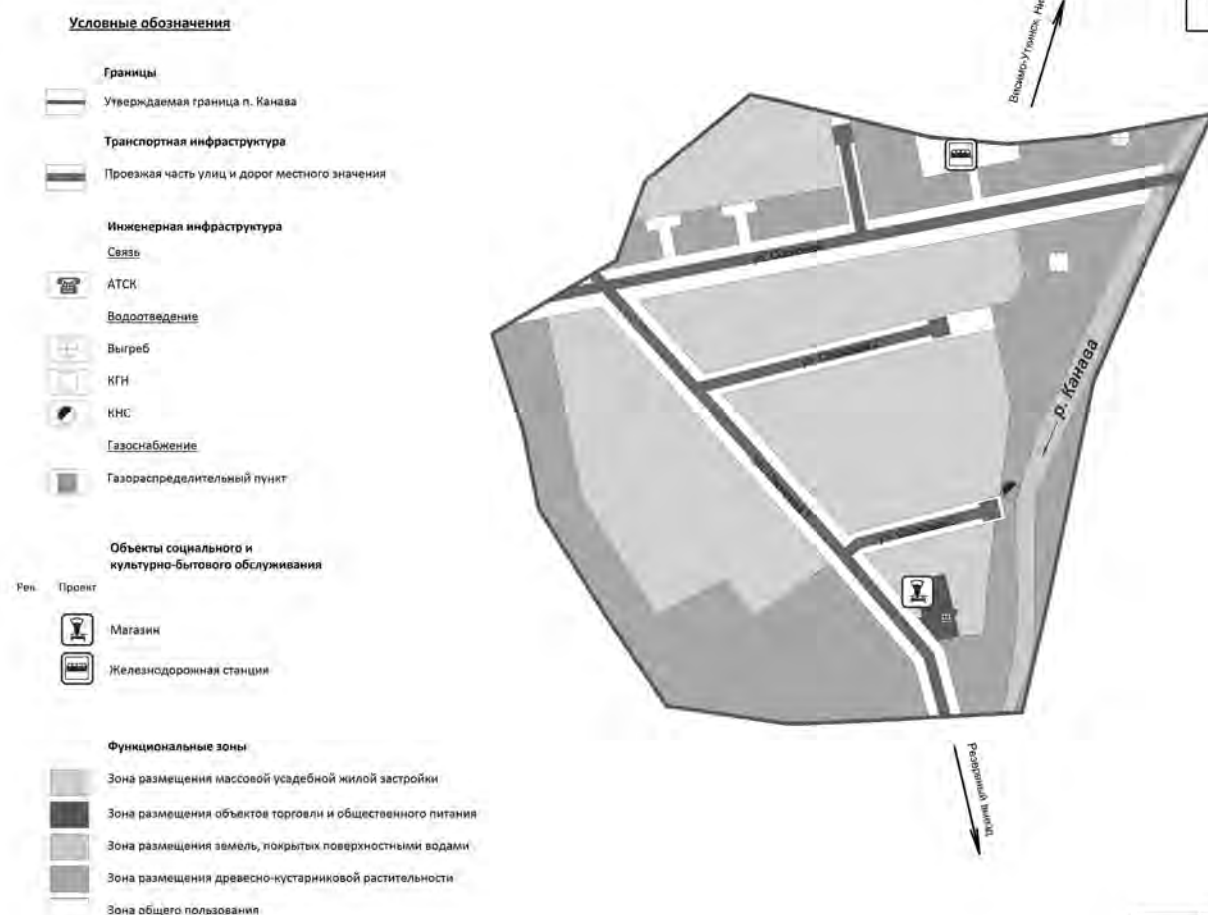 Условные обозначения
Границы
Утверждаемая граница п. Канава
Транспортная инфраструктура
Проезжая часть улиц и дорог местного значения
Инженерная инфраструктура
Связь
АТСК
Водоотведение
Выгреб
КГН
КНС
Газоснабжение
Газораспределительный пункт
Объекты социального и
культурно-бытового обслуживания
Рек. Проект
Магазин
Железнодорожная станция
Функциональные зоны
Зона размещения массовой усадебной жилой застройки
Зона размещения объектов торговли и общественного питания
Зона размещения земель, покрытых поверхностными водами
Зона размещения древесно-кустарниковой растительности
Зона общего пользования
Висимо-Уткинск
р. Канава
Резервный выезд